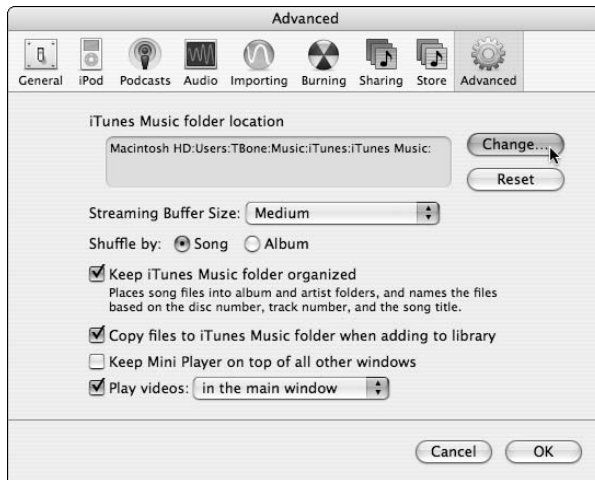 Advanced
General iPod Podcasts Audio Importing Burning Sharing Store Advanced
iTunes Music folder location
Macintosh HD:Users:TBone:Music:iTunes:iTunes Music:
Change...
Reset
Streaming Buffer Size: Medium
Shuffle by: Song Album
Keep iTunes Music folder organized
Places song files into album and artist folders, and names the files
based on the disc number, track number, and the song title.
Copy files to iTunes Music folder when adding to library
Keep Mini Player on top of all other windows
Play videos: in the main window
Cancel OK